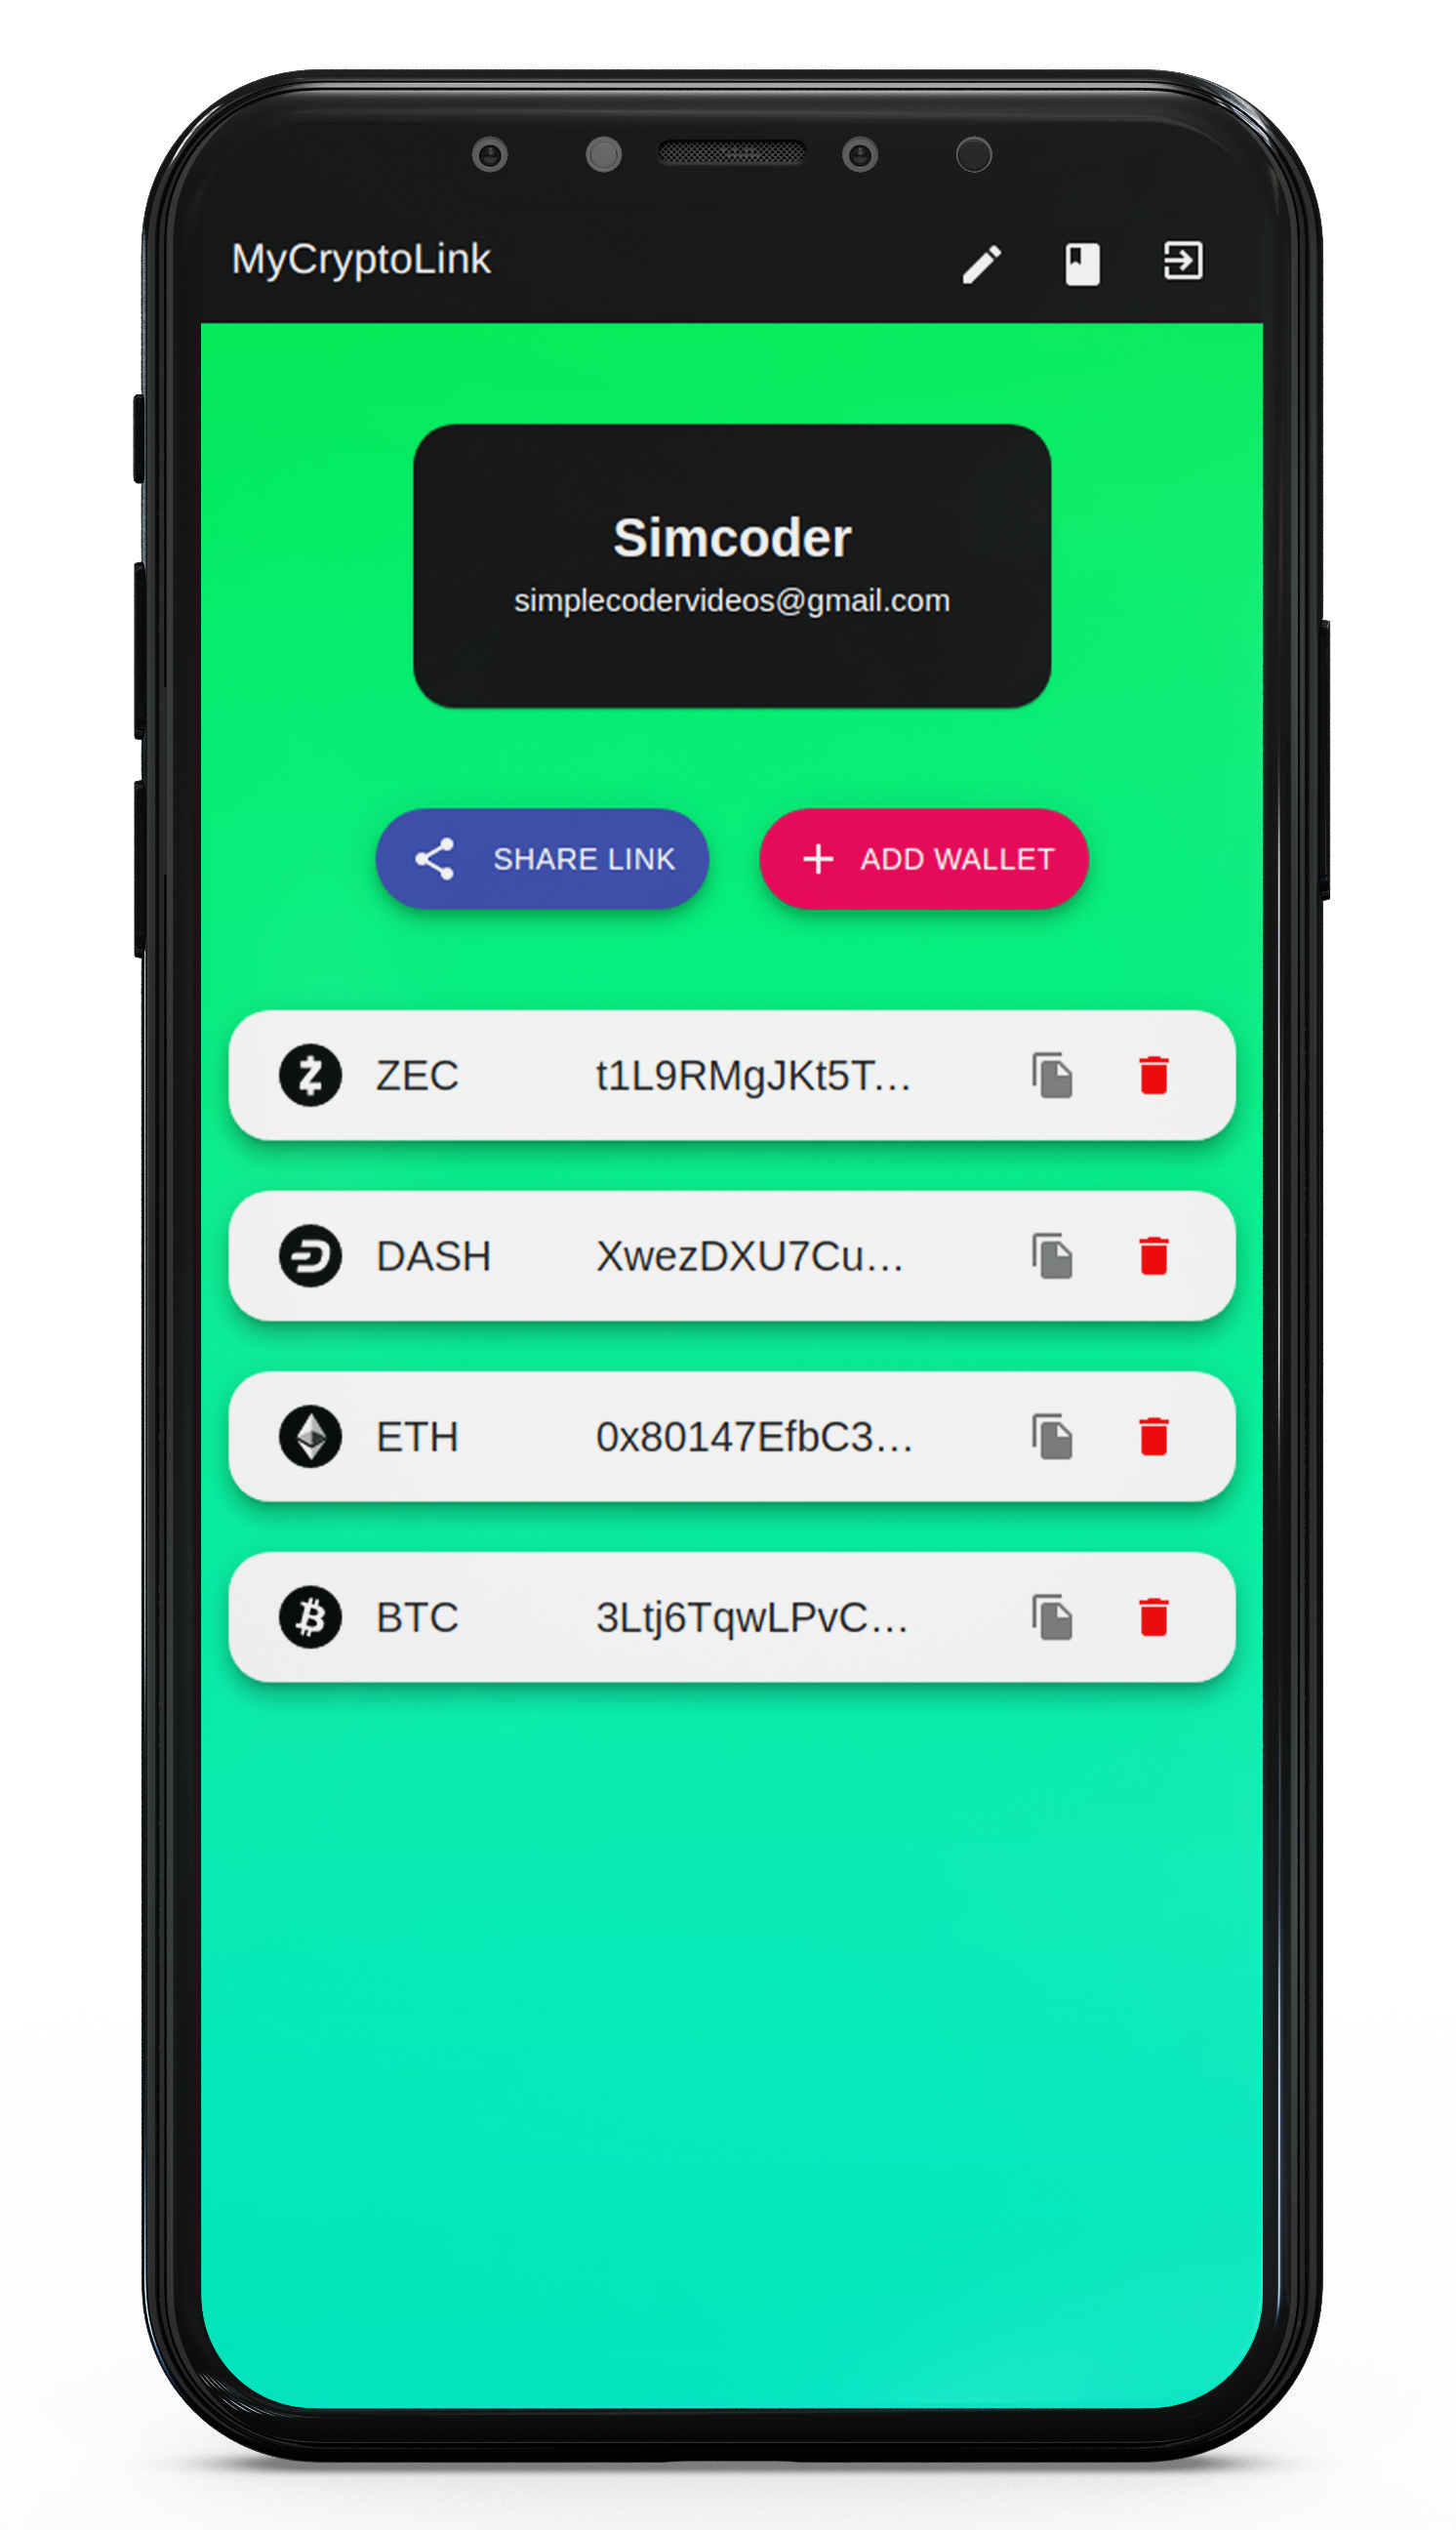 MyCryptoLink
Simcoder
simplecodervideos@gmail.com
SHARE LINK
ADD WALLET
ZEC t1L9RMgJKt5T...
DASH XwezDXU7Cu...
ETH 0x80147EfbC3...
BTC 3Ltj6TqwLPvC...